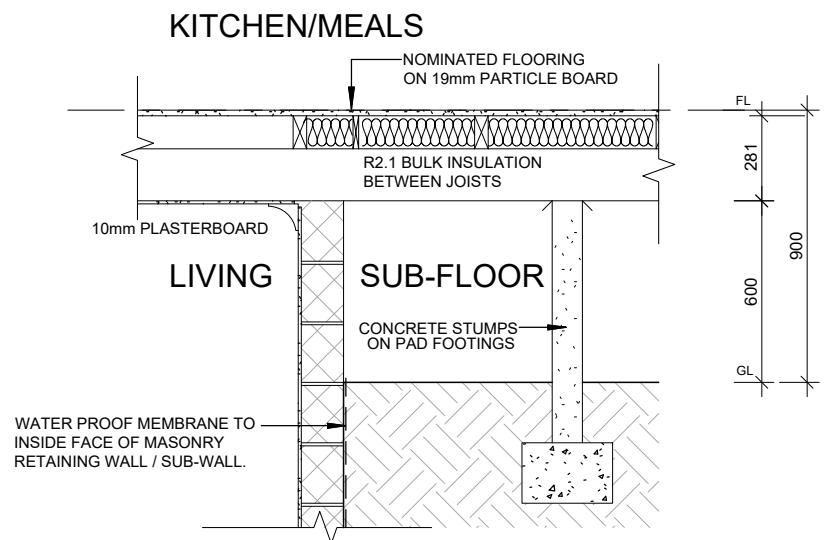 KITCHEN/MEALS
NOMINATED FLOORING
ON 19mm PARTICLE BOARD
FL
R2.1 BULK INSULATION
BETWEEN JOISTS
281
10mm PLASTERBOARD
900
LIVING
SUB-FLOOR
600
CONCRETE STUMPS
ON PAD FOOTINGS
GL
WATER PROOF MEMBRANE TO
INSIDE FACE OF MASONRY
RETAINING WALL / SUB-WALL.